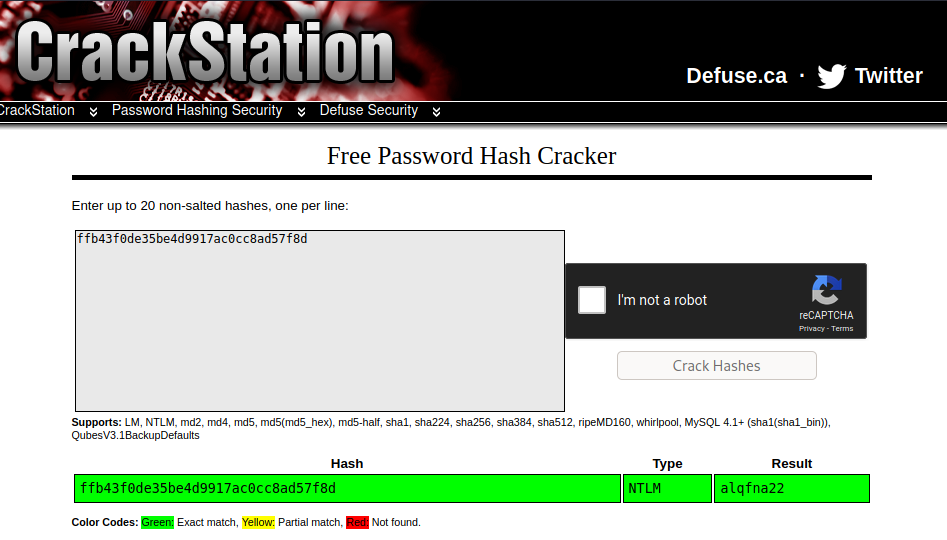 CrackStation
Defuse.ca · Twitter
CrackStation Password Hashing Security Defuse Security
Free Password Hash Cracker
Enter up to 20 non-salted hashes, one per line:
ffb43f0de35be4d9917ac0cc8ad57f8d
I'm not a robot
reCAPTCHA
Privacy - Terms
Crack Hashes
Supports: LM, NTLM, md2, md4, md5, md5(md5_hex), md5-half, sha1, sha224, sha256, sha384, sha512, ripeMD160, whirlpool, MySQL 4.1+ (sha1(sha1_bin)),
QubesV3.1BackupDefaults
Hash Type Result
ffb43f0de35be4d9917ac0cc8ad57f8d NTLM alqfna22
Color Codes: Green: Exact match, Yellow: Partial match, Red: Not found.